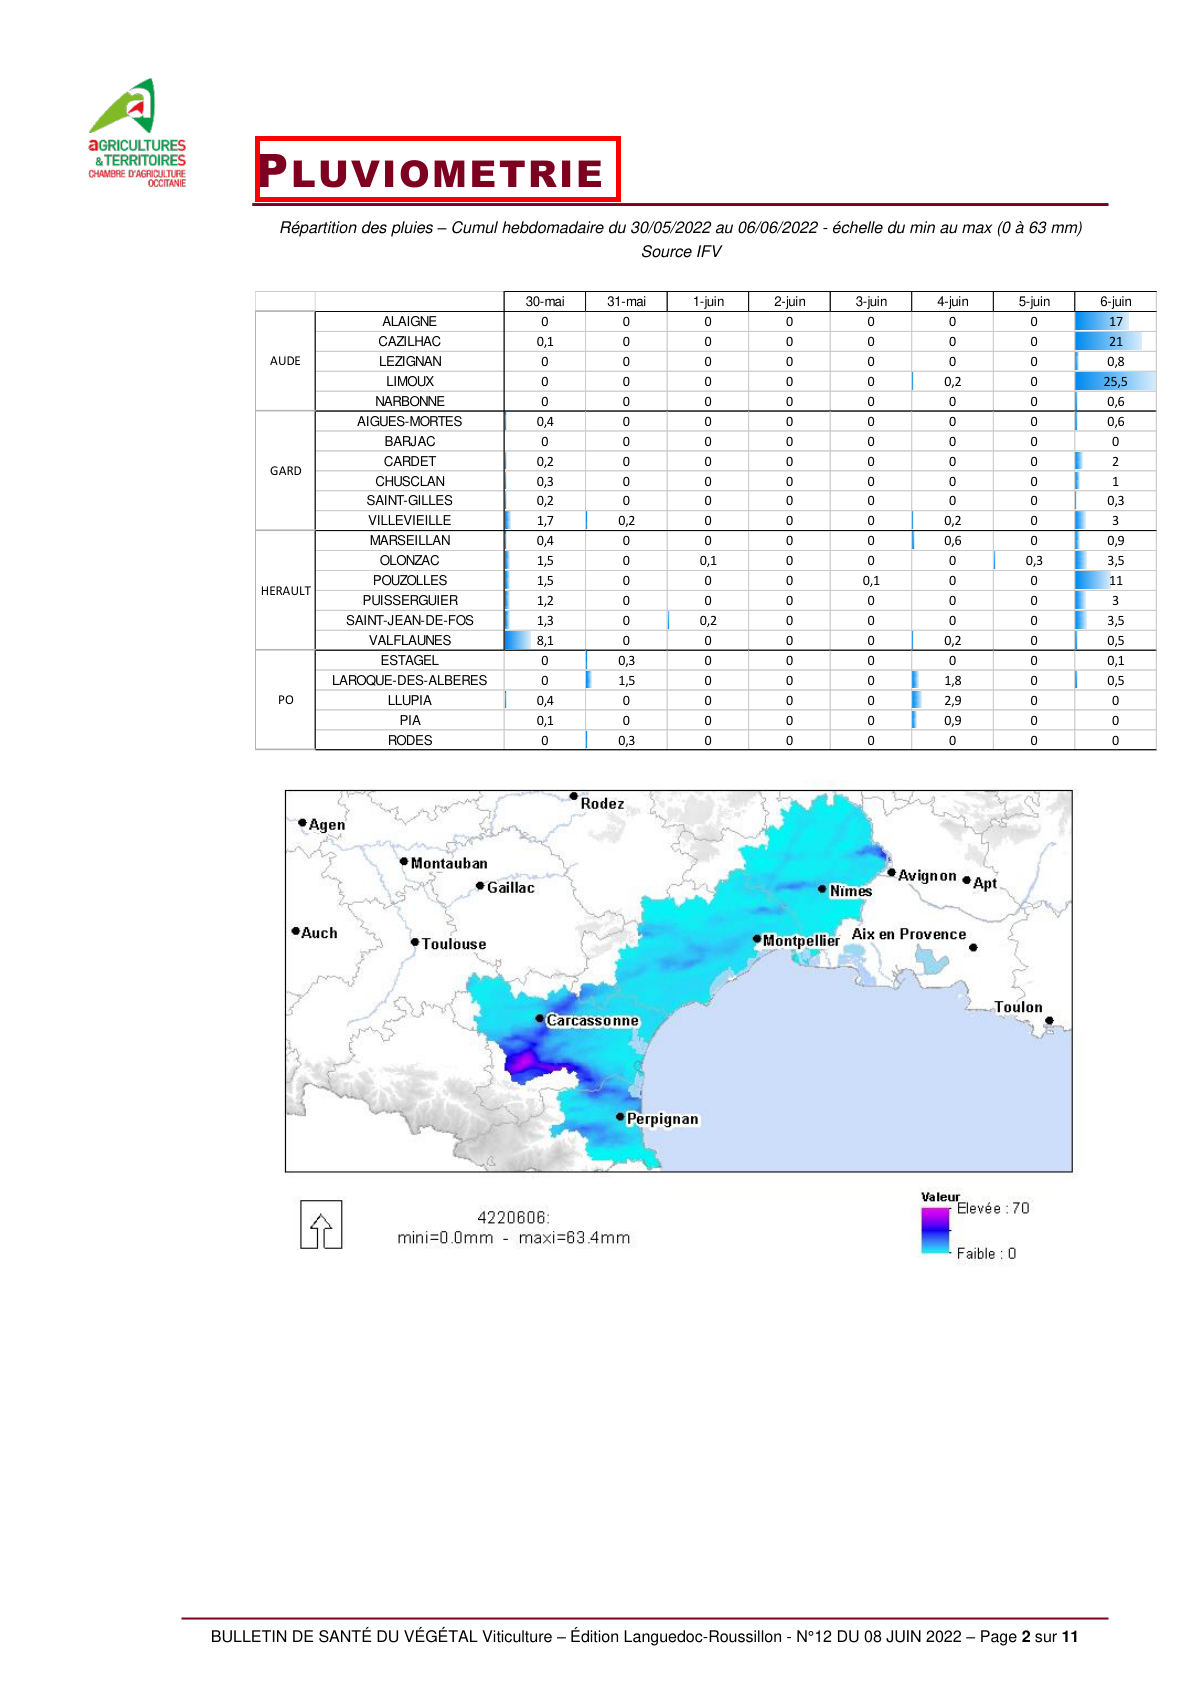 aGRICULTURES
& TERRITOIRES
CHAMBRE D'AGRICULTURE
OCCITANIE
PLUVIOMETRIE
Répartition des pluies – Cumul hebdomadaire du 30/05/2022 au 06/06/2022 - échelle du min au max (0 à 63 mm)
Source IFV
30-mai 31-mai 1-juin 2-juin 3-juin 4-juin 5-juin 6-juin
AUDE
ALAIGNE 0 0 0 0 0 0 0 17
CAZILHAC 0,1 0 0 0 0 0 0 21
LEZIGNAN 0 0 0 0 0 0 0 0,8
LIMOUX 0 0 0 0 0 0,2 0 25,5
NARBONNE 0 0 0 0 0 0 0 0,6
GARD
AIGUES-MORTES 0,4 0 0 0 0 0 0 0,6
BARJAC 0 0 0 0 0 0 0 0
CARDET 0,2 0 0 0 0 0 0 2
CHUSCLAN 0,3 0 0 0 0 0 0 1
SAINT-GILLES 0,2 0 0 0 0 0 0 0,3
VILLEVIEILLE 1,7 0,2 0 0 0 0,2 0 3
HERAULT
MARSEILLAN 0,4 0 0 0 0 0,6 0 0,9
OLONZAC 1,5 0 0,1 0 0 0 0,3 3,5
POUZOLLES 1,5 0 0 0 0,1 0 0 11
PUISSERGUIER 1,2 0 0 0 0 0 0 3
SAINT-JEAN-DE-FOS 1,3 0 0,2 0 0 0 0 3,5
VALFLAUNES 8,1 0 0 0 0 0,2 0 0,5
PO
ESTAGEL 0 0,3 0 0 0 0 0 0,1
LAROQUE-DES-ALBERES 0 1,5 0 0 0 1,8 0 0,5
LLUPIA 0,4 0 0 0 0 2,9 0 0
PIA 0,1 0 0 0 0 0,9 0 0
RODES 0 0,3 0 0 0 0 0 0
Rodez
Agen
Montauban
Gaillac
Avignon
Apt
Nimes
Auch
Toulouse
Montpellier
Aix en Provence
Toulon
Carcassonne
Perpignan
Valeur
Elevée : 70
Faible : 0
4220606:
mini=0.0mm - maxi=63.4mm
BULLETIN DE SANTÉ DU VÉGÉTAL Viticulture – Édition Languedoc-Roussillon - N°12 DU 08 JUIN 2022 – Page 2 sur 11